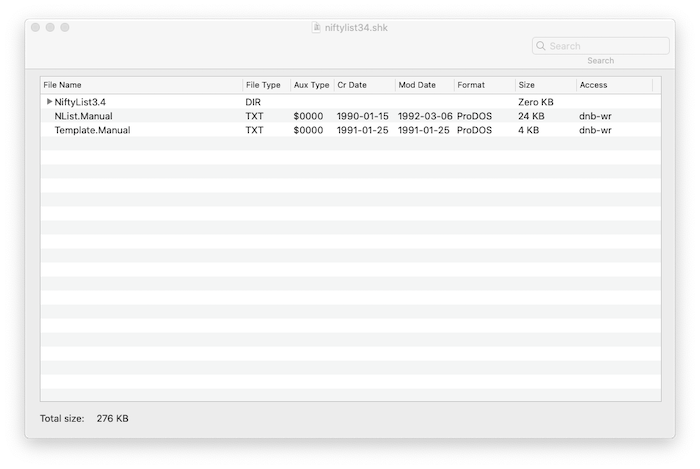 niftylist34.shk
Search
Search
File Name File Type Aux Type Cr Date Mod Date Format Size Access
NiftyList3.4 DIR Zero KB
NList.Manual TXT $0000 1990-01-15 1992-03-06 ProDOS 24 KB dnb-wr
Template.Manual TXT $0000 1991-01-25 1991-01-25 ProDOS 4 KB dnb-wr
Total size: 276 KB